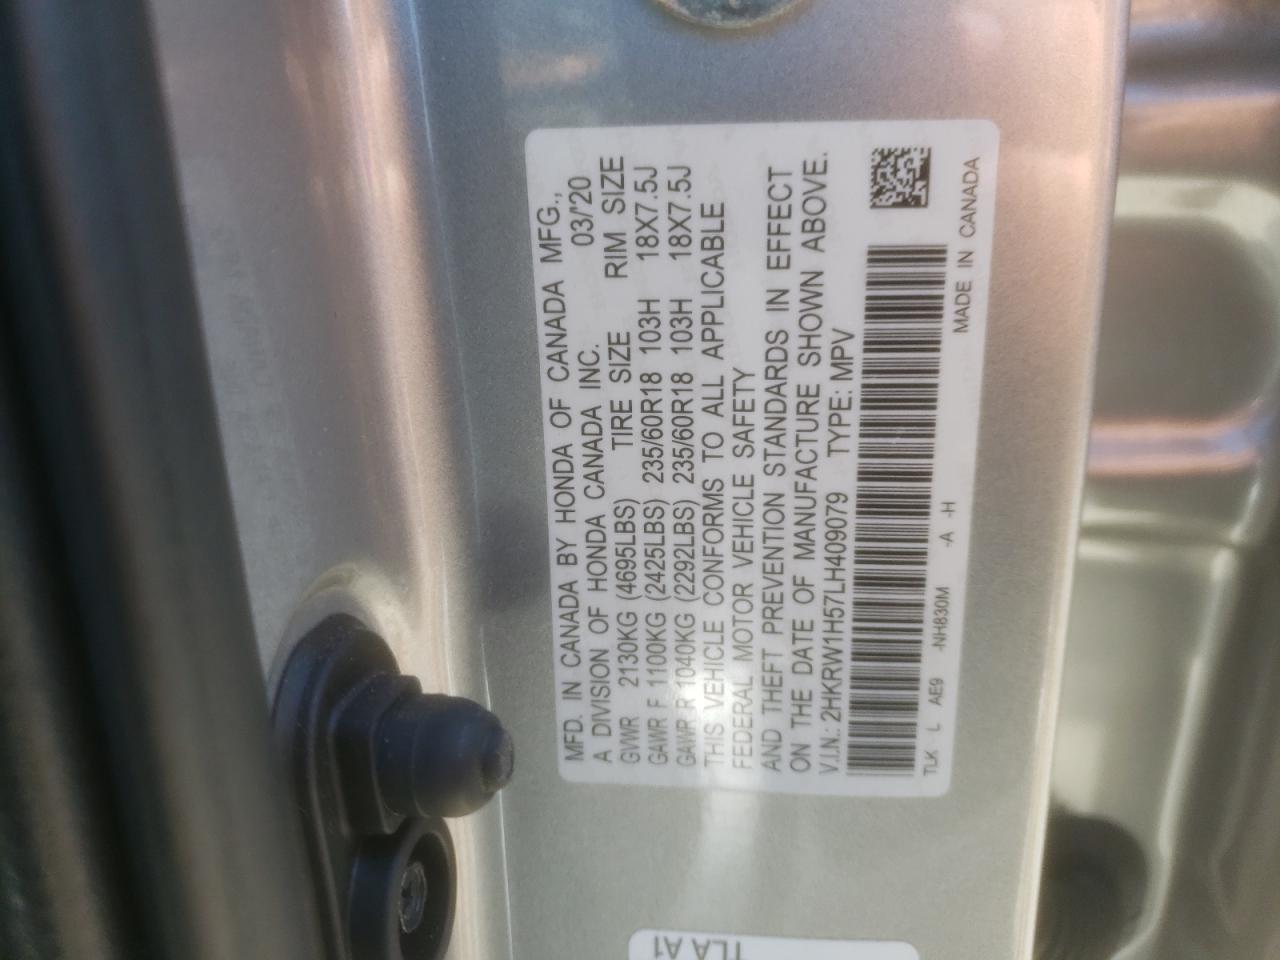 MFD. IN CANADA BY HONDA OF CANADA MFG.,
A DIVISION OF HONDA CANADA INC. 03/'20
GVWR 2130KG (4695LBS) TIRE SIZE RIM SIZE
GAWR F 1100KG (2425LBS) 235/60R18 103H 18X7.5J
GAWR R 1040KG (2292LBS) 235/60R18 103H 18X7.5J
THIS VEHICLE CONFORMS TO ALL APPLICABLE
FEDERAL MOTOR VEHICLE SAFETY
AND THEFT PREVENTION STANDARDS IN EFFECT
ON THE DATE OF MANUFACTURE SHOWN ABOVE.
V.I.N.: 2HKRW1H57LH409079 TYPE: MPV
TLK L AE9 -NH830M -A -H MADE IN CANADA
TLA A1